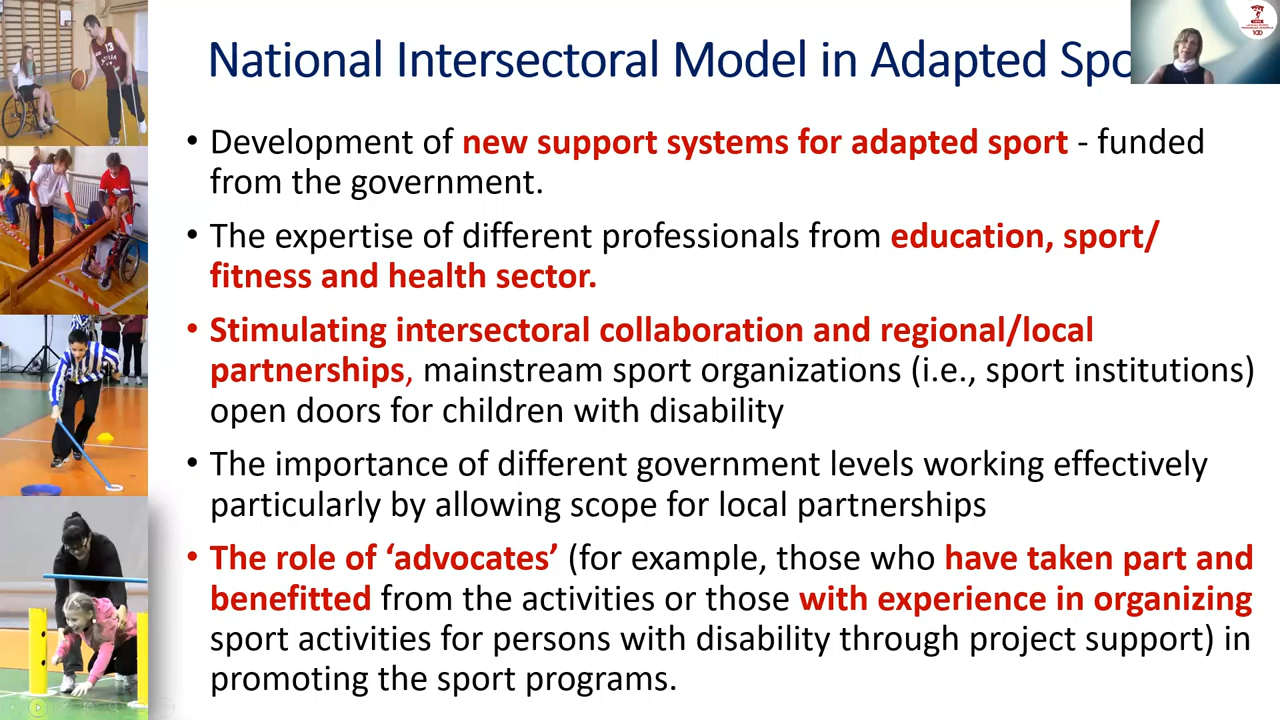 National Intersectoral Model in Adapted Spo
• Development of new support systems for adapted sport - funded
from the government.
• The expertise of different professionals from education, sport/
fitness and health sector.
• Stimulating intersectoral collaboration and regional/local
partnerships, mainstream sport organizations (i.e., sport institutions)
open doors for children with disability
• The importance of different government levels working effectively
particularly by allowing scope for local partnerships
• The role of ‘advocates’ (for example, those who have taken part and
benefitted from the activities or those with experience in organizing
sport activities for persons with disability through project support) in
promoting the sport programs.
13
100